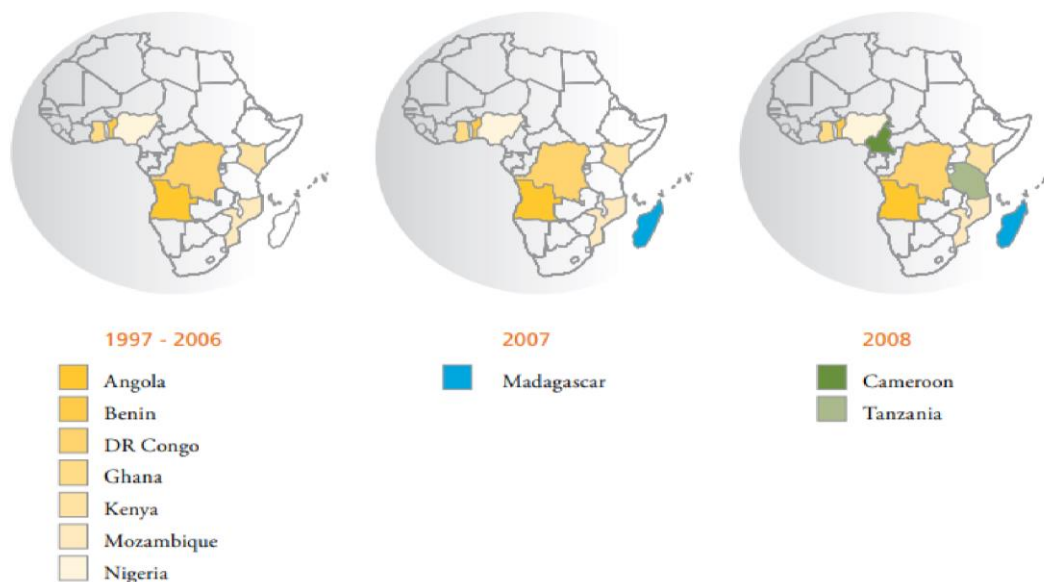 1997 - 2006
Angola
Benin
DR Congo
Ghana
Kenya
Mozambique
Nigeria
2007
Madagascar
2008
Cameroon
Tanzania